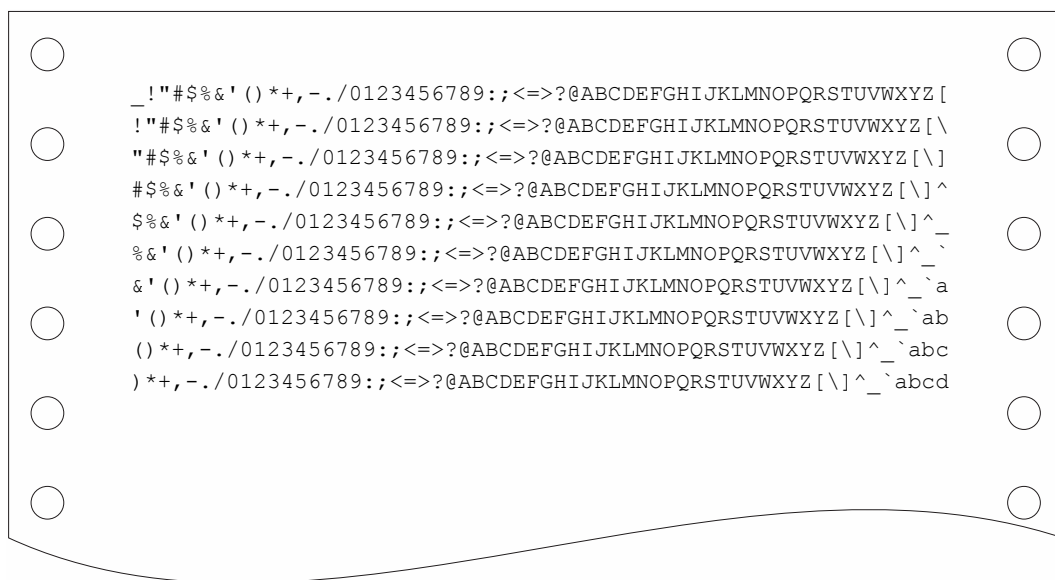 _!"#$%&'()*+,-./0123456789:;<=>?@ABCDEFGHIJKLMNOPQRSTUVWXYZ[
!"#$%&'()*+,-./0123456789:;<=>?@ABCDEFGHIJKLMNOPQRSTUVWXYZ[\
"#$%&'()*+,-./0123456789:;<=>?@ABCDEFGHIJKLMNOPQRSTUVWXYZ[\]
#$%&'()*+,-./0123456789:;<=>?@ABCDEFGHIJKLMNOPQRSTUVWXYZ[\]^
$%&'()*+,-./0123456789:;<=>?@ABCDEFGHIJKLMNOPQRSTUVWXYZ[\]^_
%&'()*+,-./0123456789:;<=>?@ABCDEFGHIJKLMNOPQRSTUVWXYZ[\]^_`
&'()*+,-./0123456789:;<=>?@ABCDEFGHIJKLMNOPQRSTUVWXYZ[\]^_`a
'()*+,-./0123456789:;<=>?@ABCDEFGHIJKLMNOPQRSTUVWXYZ[\]^_`ab
()*+,-./0123456789:;<=>?@ABCDEFGHIJKLMNOPQRSTUVWXYZ[\]^_`abc
)*+,-./0123456789:;<=>?@ABCDEFGHIJKLMNOPQRSTUVWXYZ[\]^_`abcd